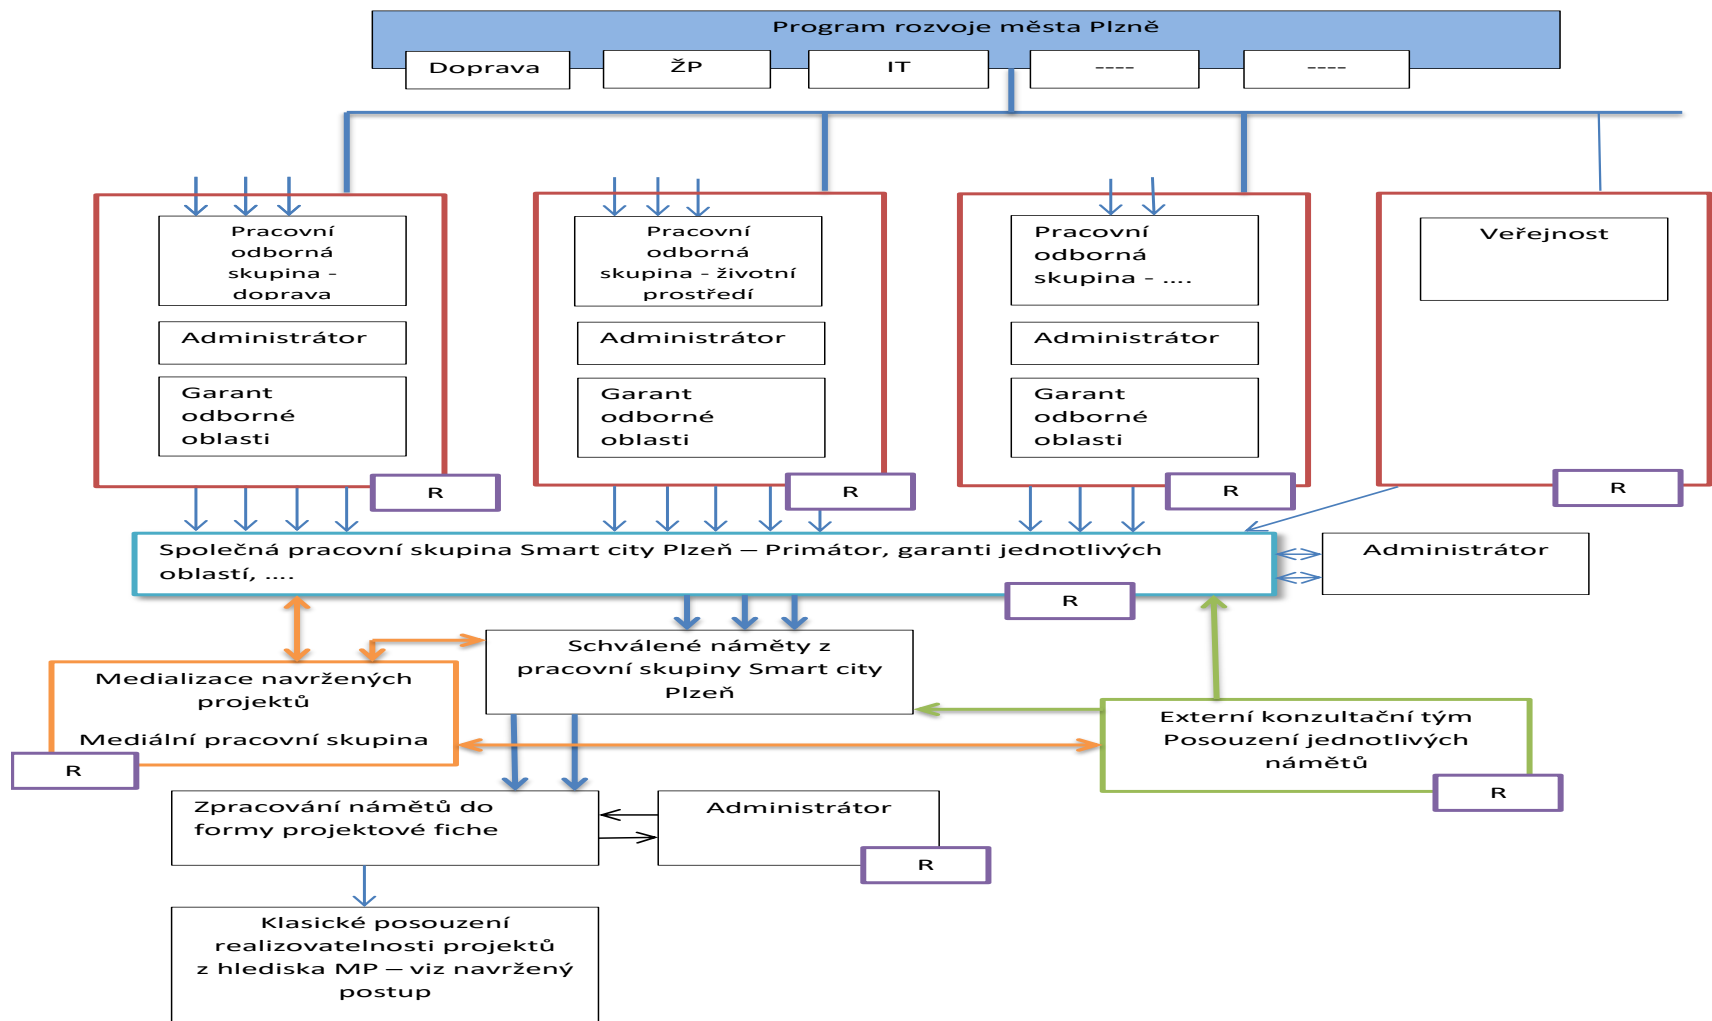 Program rozvoje města Plzně
Doprava
ŽP
IT
----
----
Pracovní
odborná
skupina -
doprava
Administrátor
Garant
odborné
oblasti
R
Pracovní
odborná
skupina - životní
prostředí
Administrátor
Garant
odborné
oblasti
R
Pracovní
odborná
skupina - ....
Administrátor
Garant
odborné
oblasti
R
Veřejnost
R
Společná pracovní skupina Smart city Plzeň – Primátor, garanti jednotlivých
oblastí, ....
R
Administrátor
Schválené náměty z
pracovní skupiny Smart city
Plzeň
Medializace navržených
projektů
Mediální pracovní skupina
R
Externí konzultační tým
Posouzení jednotlivých
námětů
R
Zpracování námětů do
formy projektové fiche
Administrátor
R
Klasické posouzení
realizovatelnosti projektů
z hlediska MP – viz navržený
postup